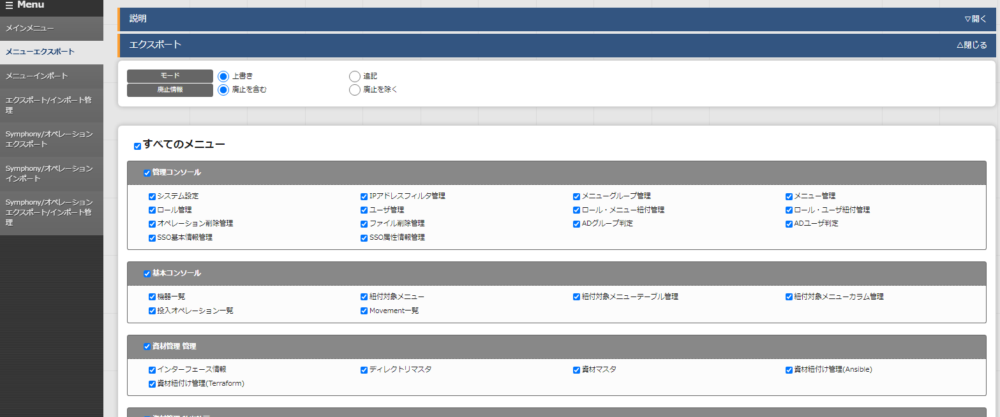 ☰ Menu
メインメニュー
メニューエクスポート
メニューインポート
エクスポート/インポート管
理
Symphony/オペレーション
エクスポート
Symphony/オペレーション
インポート
Symphony/オペレーション
エクスポート/インポート管
理
説明 ▽開く
エクスポート △閉じる
モード 上書き 追記
廃止情報 廃止を含む 廃止を除く
すべてのメニュー
管理コンソール
システム設定 IPアドレスフィルタ管理 メニューグループ管理 メニュー管理
ロール管理 ユーザ管理 ロール・メニュー紐付管理 ロール・ユーザ紐付管理
オペレーション削除管理 ファイル削除管理 ADグループ判定 ADユーザ判定
SSO基本情報管理 SSO属性情報管理
基本コンソール
機器一覧 紐付対象メニュー 紐付対象メニューテーブル管理 紐付対象メニューカラム管理
投入オペレーション一覧 Movement一覧
資材管理 管理
インターフェース情報 ディレクトリマスタ 資材マスタ 資材紐付け管理(Ansible)
資材紐付け管理(Terraform)